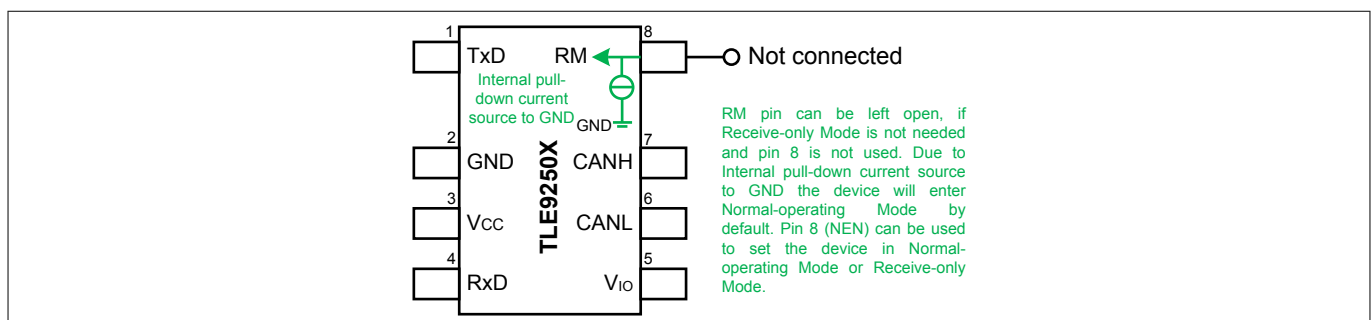 1
8
TxD
RM
Not connected
Internal pull-
down current
source to GND
GND
RM pin can be left open, if
Receive-only Mode is not needed
and pin 8 is not used. Due to
Internal pull-down current source
to GND the device will enter
Normal-operating Mode by
default. Pin 8 (NEN) can be used
to set the device in Normal-
operating Mode or Receive-only
Mode.
2
7
GND
CANH
TLE9250X
3
6
VCC
CANL
4
5
RxD
VIO